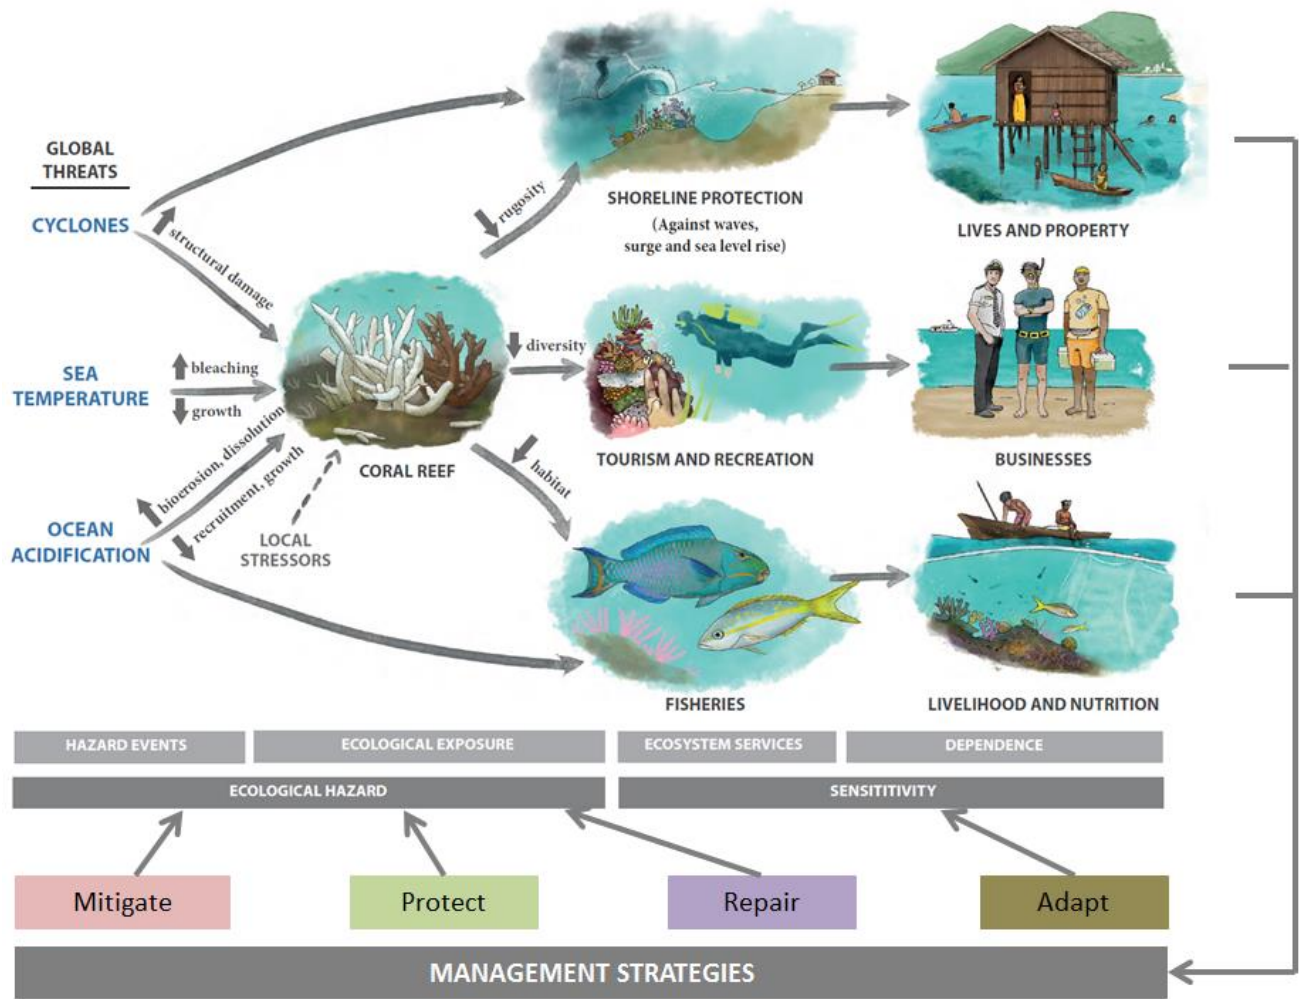 GLOBAL
THREATS
CYCLONES
structural damage
rugosity
SHORELINE PROTECTION
(Against waves,
surge and sea level rise)
LIVES AND PROPERTY
SEA
TEMPERATURE
bleaching
growth
diversity
CORAL REEF
TOURISM AND RECREATION
BUSINESSES
bioerosion, dissolution
recruitment, growth
habitat
OCEAN
ACIDIFICATION
LOCAL
STRESSORS
FISHERIES
LIVELIHOOD AND NUTRITION
HAZARD EVENTS
ECOLOGICAL EXPOSURE
ECOSYSTEM SERVICES
DEPENDENCE
ECOLOGICAL HAZARD
SENSITITIVITY
Mitigate
Protect
Repair
Adapt
MANAGEMENT STRATEGIES